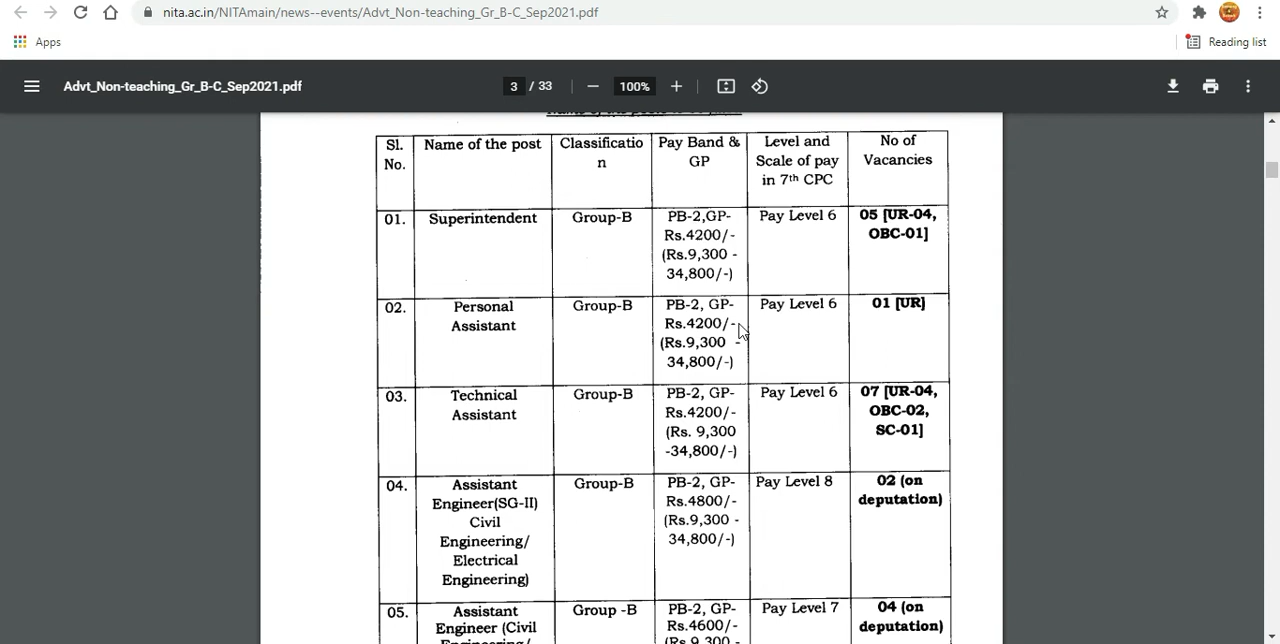 nita.ac.in/NITAmain/news--events/Advt_Non-teaching_Gr_B-C_Sep2021.pdf
Apps
Reading list
Advt_Non-teaching_Gr_B-C_Sep2021.pdf
3 / 33
100%
Sl. No.
Name of the post
Classificatio
n
Pay Band &
GP
Level and
Scale of pay
in 7th CPC
No of
Vacancies
01.
Superintendent
Group-B
PB-2,GP-
Rs.4200/-
(Rs.9,300 -
34,800/-)
Pay Level 6
05 [UR-04,
OBC-01]
02.
Personal
Assistant
Group-B
PB-2, GP-
Rs.4200/-
(Rs.9,300 -
34,800/-)
Pay Level 6
01 [UR]
03.
Technical
Assistant
Group-B
PB-2, GP-
Rs.4200/-
(Rs. 9,300
-34,800/-)
Pay Level 6
07 [UR-04,
OBC-02,
SC-01]
04.
Assistant
Engineer(SG-II)
Civil
Engineering/
Electrical
Engineering)
Group-B
PB-2, GP-
Rs.4800/-
(Rs.9,300 -
34,800/-)
Pay Level 8
02 (on
deputation)
05.
Assistant
Engineer (Civil
Group -B
PB-2, GP-
Rs.4600/-
(Rs.9,300 -
Pay Level 7
04 (on
deputation)